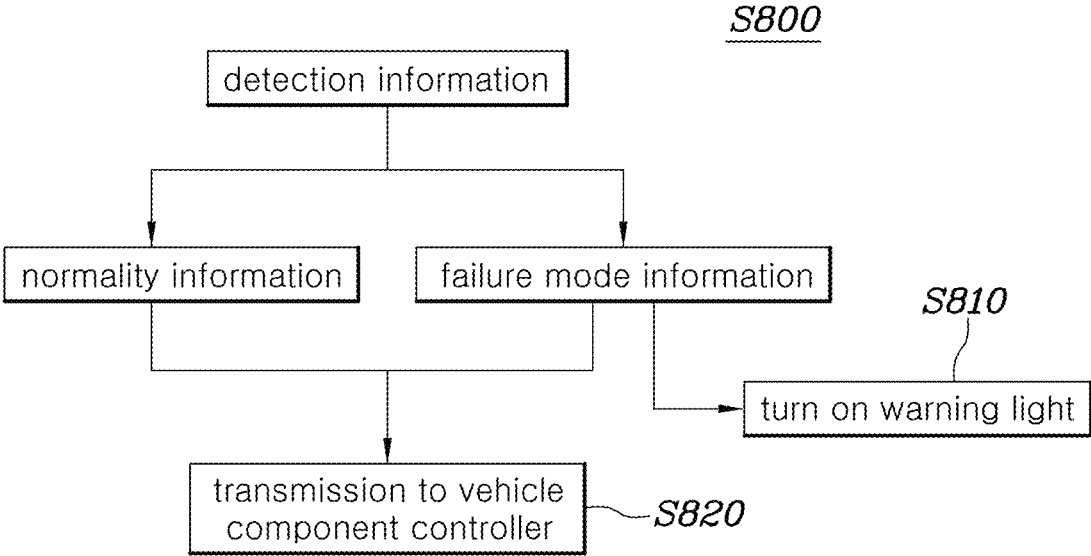 S800
detection information
normality information
failure mode information
S810
turn on warning light
transmission to vehicle
component controller
S820